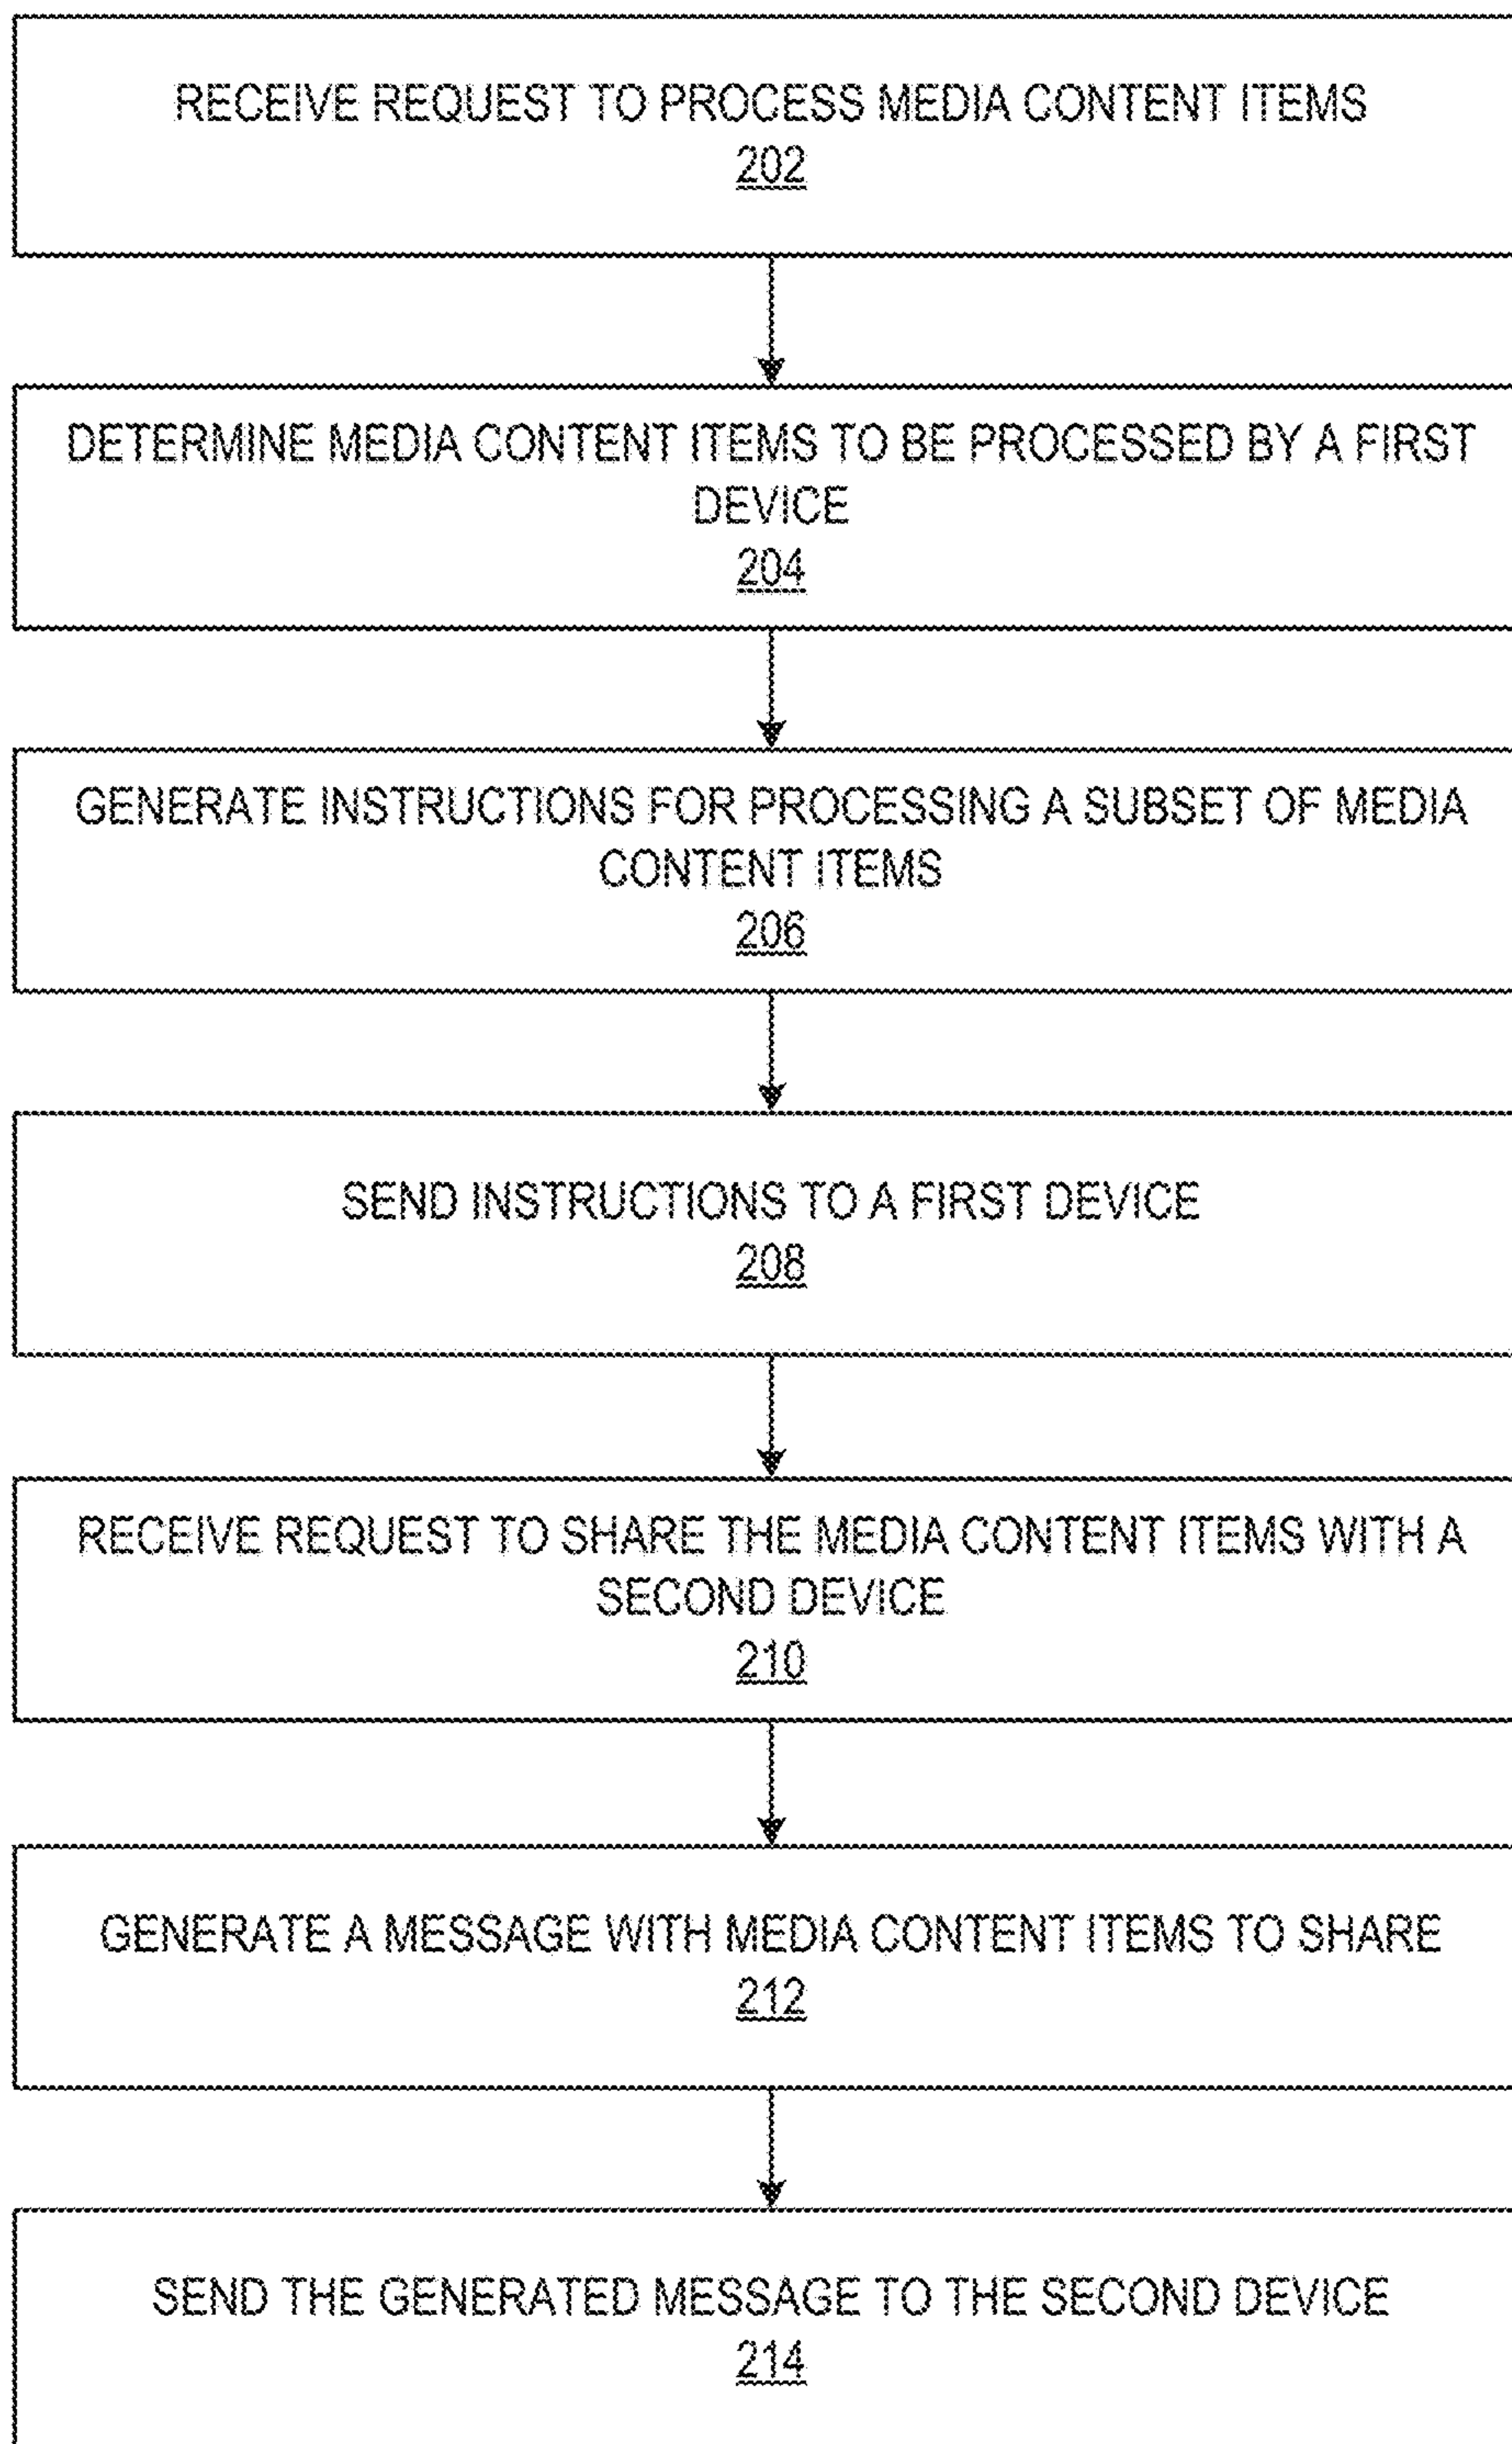 RECEIVE REQUEST TO PROCESS MEDIA CONTENT ITEMS
202
DETERMINE MEDIA CONTENT ITEMS TO BE PROCESSED BY A FIRST
DEVICE
204
GENERATE INSTRUCTIONS FOR PROCESSING A SUBSET OF MEDIA
CONTENT ITEMS
206
SEND INSTRUCTIONS TO A FIRST DEVICE
208
RECEIVE REQUEST TO SHARE THE MEDIA CONTENT ITEMS WITH A
SECOND DEVICE
210
GENERATE A MESSAGE WITH MEDIA CONTENT ITEMS TO SHARE
212
SEND THE GENERATED MESSAGE TO THE SECOND DEVICE
214